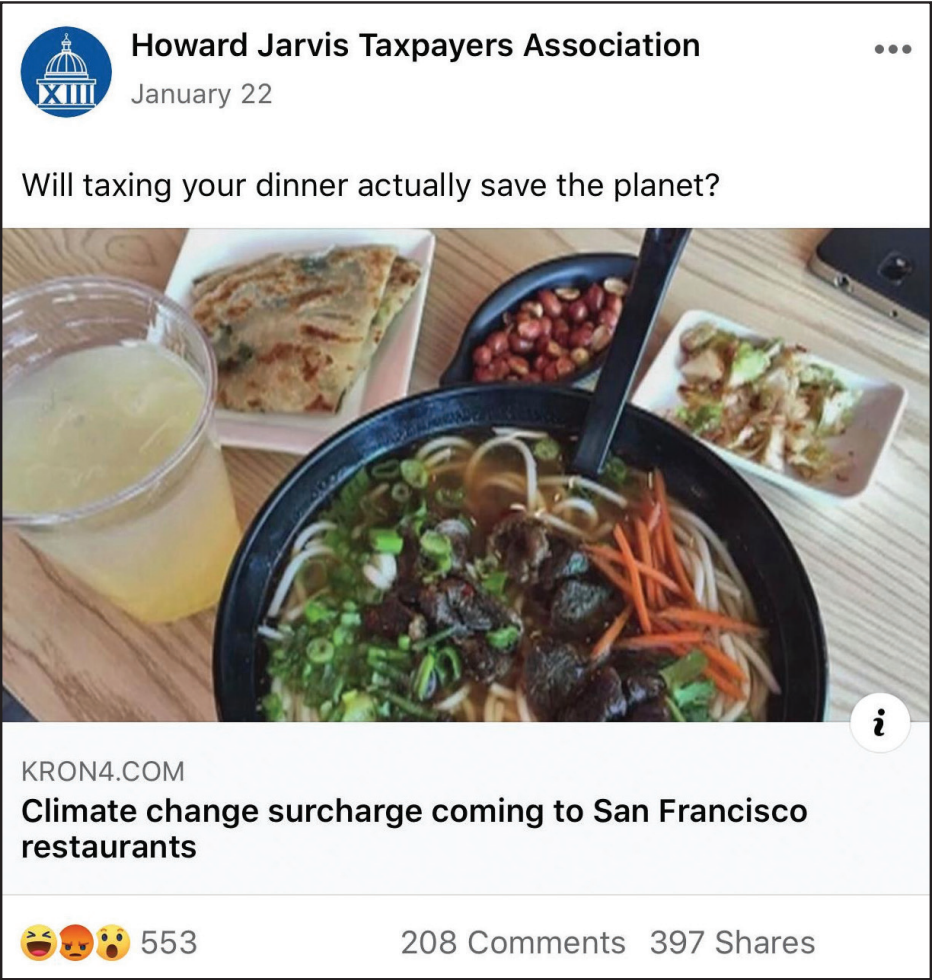 XIII
Howard Jarvis Taxpayers Association
January 22
Will taxing your dinner actually save the planet?
i
KRON4.COM
Climate change surcharge coming to San Francisco
restaurants
553
208 Comments 397 Shares